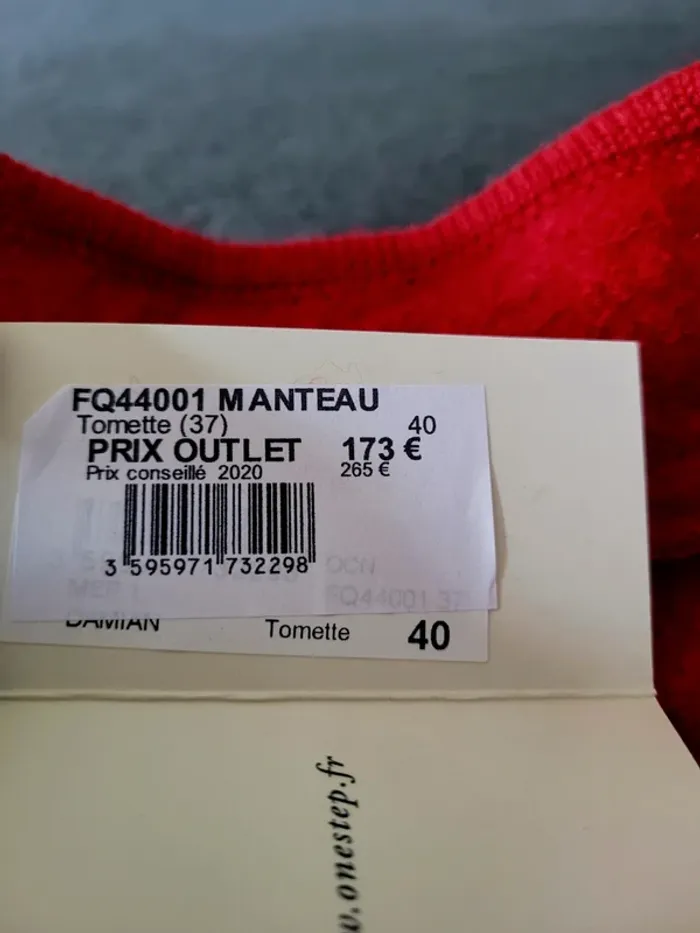 FQ44001 MANTEAU
Tomette (37) 40
PRIX OUTLET 173 €
Prix conseillé 2020 265 €
3 595971 732298
OCN
FQ44001 37
DAMIAN Tomette 40
.onestep.fr